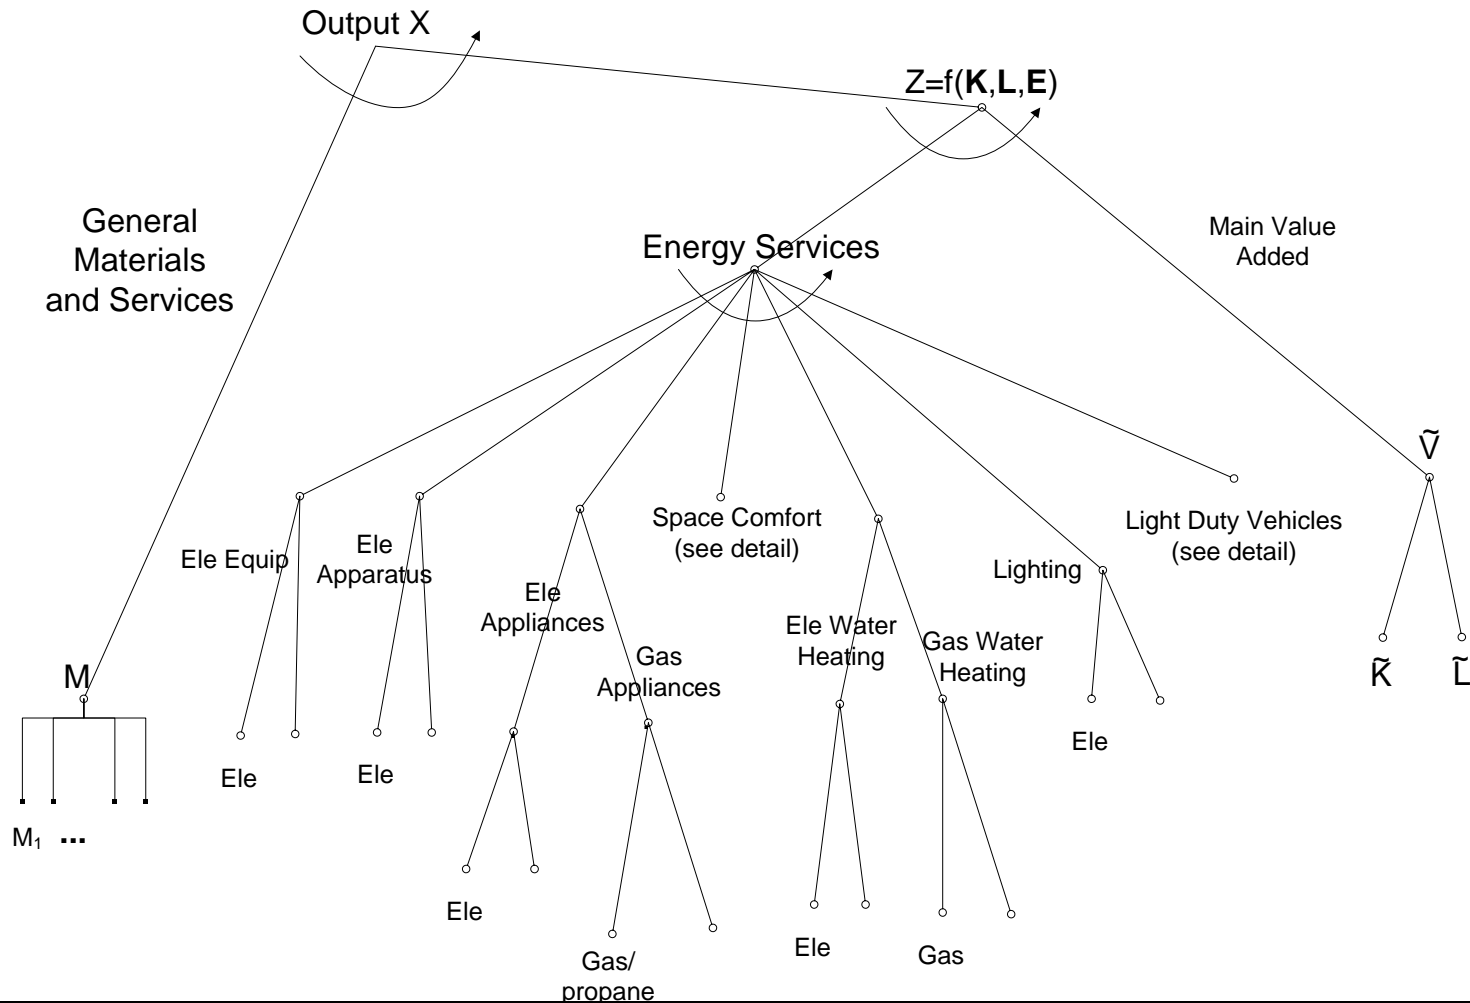 Output X
Z=f(K,L,E)
General
Materials
and Services
Energy Services
Main Value
Added
Ṽ
Ele Equip
Ele
Apparatus
Ele
Appliances
Gas
Appliances
Space Comfort
(see detail)
Ele Water
Heating
Gas Water
Heating
Lighting
Light Duty Vehicles
(see detail)
K̃
L̃
M
M₁ ...
Ele
Ele
Ele
Gas/
propane
Ele
Gas
Ele